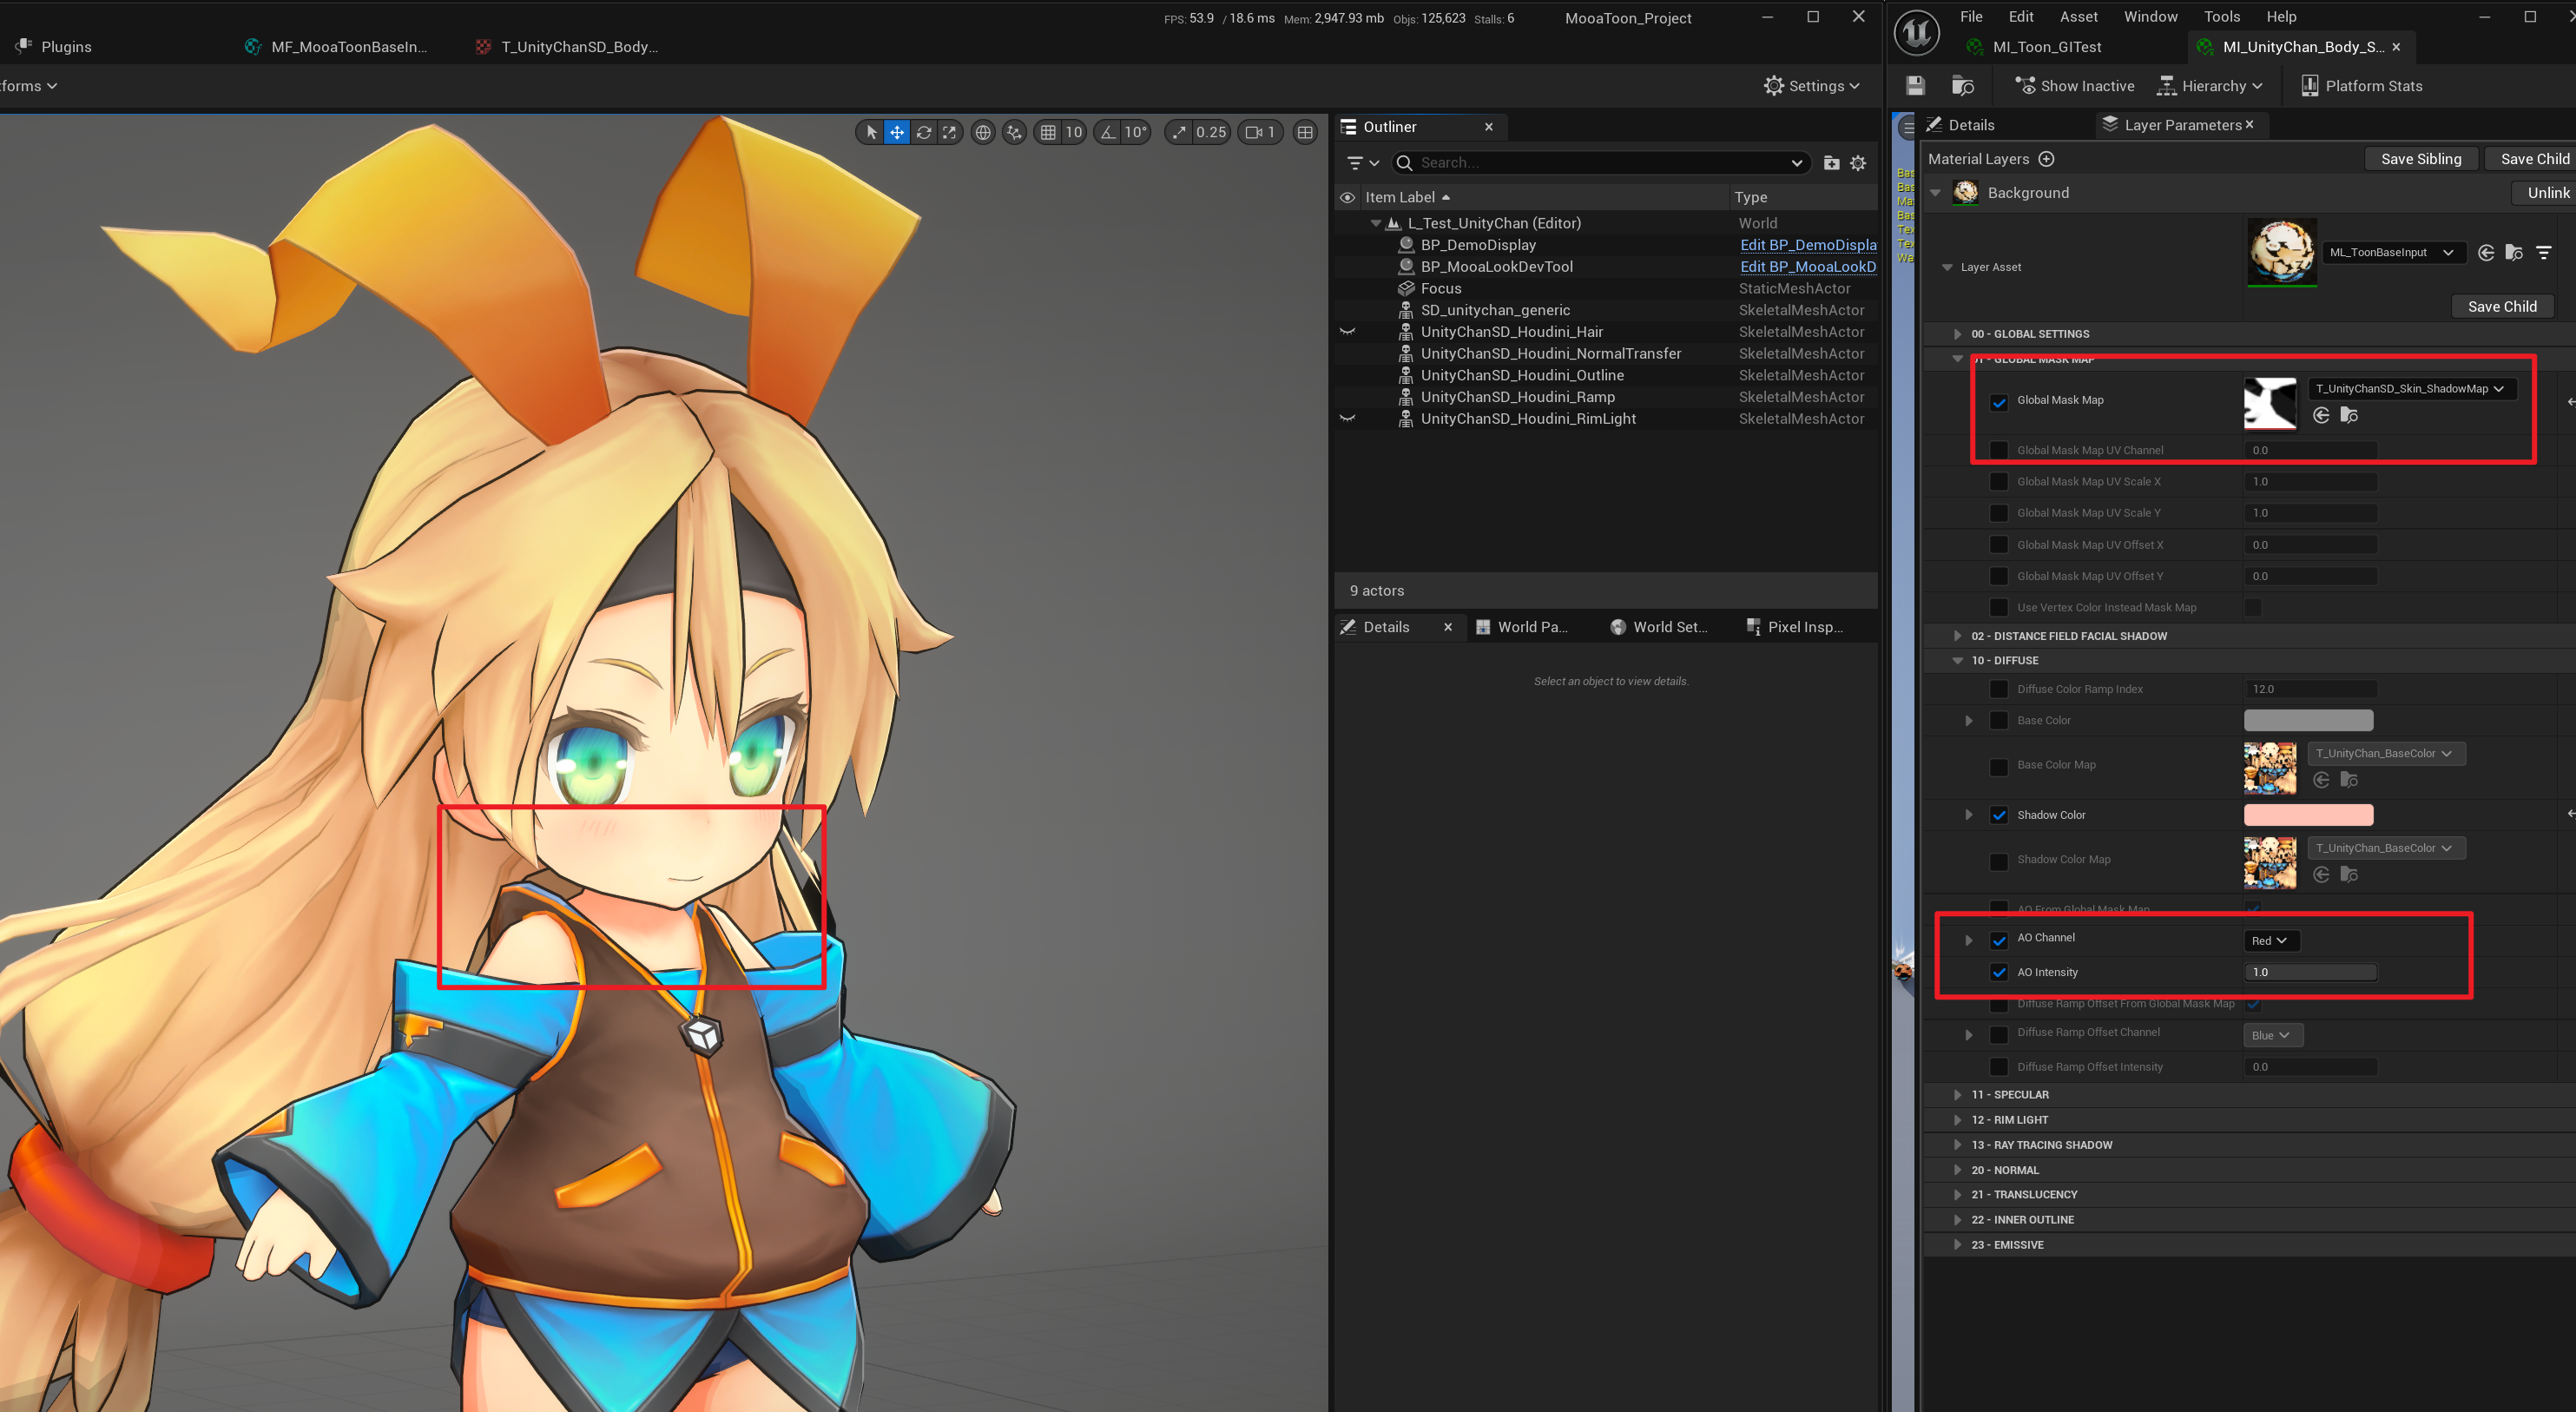 FPS: 53.9 / 18.6 ms Mem: 2,947.93 mb Objs: 125,623 Stalls: 6
MooaToon_Project
Plugins
MF_MooaToonBaseIn...
T_UnityChanSD_Body...
forms
Settings
10
10°
0.25
1
Outliner
Search...
Item Label
Type
L_Test_UnityChan (Editor)
World
BP_DemoDisplay
Edit BP_DemoDispla
BP_MooaLookDevTool
Edit BP_MooaLookD
Focus
StaticMeshActor
SD_unitychan_generic
SkeletalMeshActor
UnityChanSD_Houdini_Hair
SkeletalMeshActor
UnityChanSD_Houdini_NormalTransfer
SkeletalMeshActor
UnityChanSD_Houdini_Outline
SkeletalMeshActor
UnityChanSD_Houdini_Ramp
SkeletalMeshActor
UnityChanSD_Houdini_RimLight
SkeletalMeshActor
9 actors
Details
World Pa...
World Set...
Pixel Insp...
Select an object to view details.
File
Edit
Asset
Window
Tools
Help
MI_Toon_GITest
MI_UnityChan_Body_S...
Show Inactive
Hierarchy
Platform Stats
Bas
Bas
Ma
Bas
Tex
Tex
Details
Layer Parameters
Material Layers
Save Sibling
Save Child
Background
Unlink
Layer Asset
ML_ToonBaseInput
Save Child
00 - GLOBAL SETTINGS
01 - GLOBAL MASK MAP
Global Mask Map
T_UnityChanSD_Skin_ShadowMap
Global Mask Map UV Channel
0.0
Global Mask Map UV Scale X
1.0
Global Mask Map UV Scale Y
1.0
Global Mask Map UV Offset X
0.0
Global Mask Map UV Offset Y
0.0
Use Vertex Color Instead Mask Map
02 - DISTANCE FIELD FACIAL SHADOW
10 - DIFFUSE
Diffuse Color Ramp Index
12.0
Base Color
Base Color Map
T_UnityChan_BaseColor
Shadow Color
Shadow Color Map
T_UnityChan_BaseColor
AO From Global Mask Map
AO Channel
Red
AO Intensity
1.0
Diffuse Ramp Offset From Global Mask Map
Diffuse Ramp Offset Channel
Blue
Diffuse Ramp Offset Intensity
0.0
11 - SPECULAR
12 - RIM LIGHT
13 - RAY TRACING SHADOW
20 - NORMAL
21 - TRANSLUCENCY
22 - INNER OUTLINE
23 - EMISSIVE